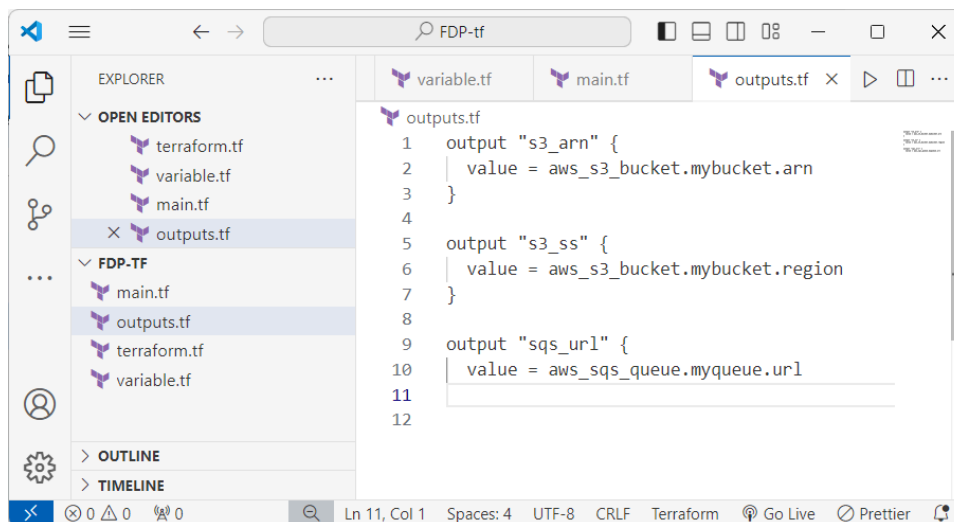 FDP-tf
EXPLORER
...
OPEN EDITORS
terraform.tf
variable.tf
main.tf
outputs.tf
FDP-TF
main.tf
outputs.tf
terraform.tf
variable.tf
OUTLINE
TIMELINE
variable.tf
main.tf
outputs.tf
outputs.tf
1 output "s3_arn" {
2 value = aws_s3_bucket.mybucket.arn
3 }
4
5 output "s3_ss" {
6 value = aws_s3_bucket.mybucket.region
7 }
8
9 output "sqs_url" {
10 value = aws_sqs_queue.myqueue.url
11
12
0 0 0 Ln 11, Col 1 Spaces: 4 UTF-8 CRLF Terraform Go Live Prettier